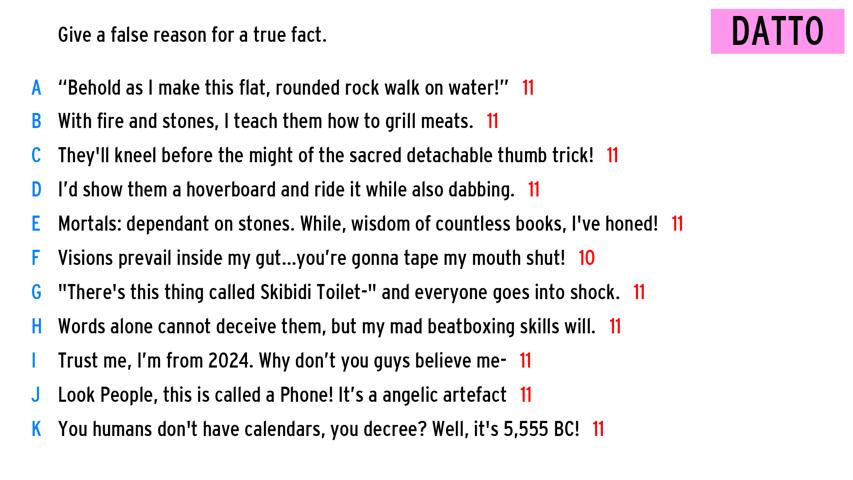 Give a false reason for a true fact.
DATTO
A “Behold as I make this flat, rounded rock walk on water!” 11
B With fire and stones, I teach them how to grill meats. 11
C They'll kneel before the might of the sacred detachable thumb trick! 11
D I’d show them a hoverboard and ride it while also dabbing. 11
E Mortals: dependant on stones. While, wisdom of countless books, I've honed! 11
F Visions prevail inside my gut...you’re gonna tape my mouth shut! 10
G "There's this thing called Skibidi Toilet-" and everyone goes into shock. 11
H Words alone cannot deceive them, but my mad beatboxing skills will. 11
I Trust me, I’m from 2024. Why don’t you guys believe me- 11
J Look People, this is called a Phone! It’s a angelic artefact 11
K You humans don't have calendars, you decree? Well, it's 5,555 BC! 11